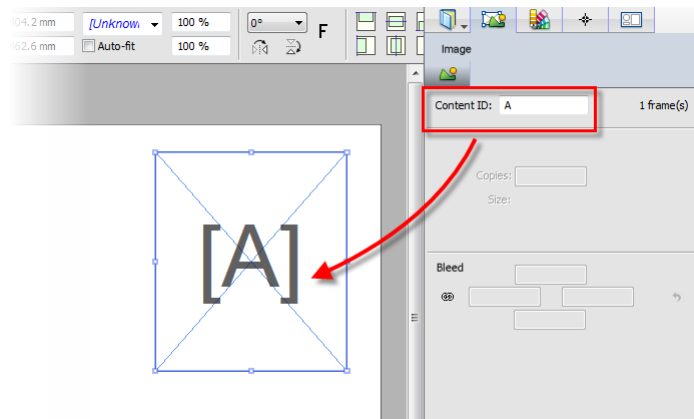 04.2 mm [Unknown 100 % 0° F
62.6 mm Auto-fit 100 %
Image
Content ID: A 1 frame(s)
Copies:
Size:
[A]
Bleed